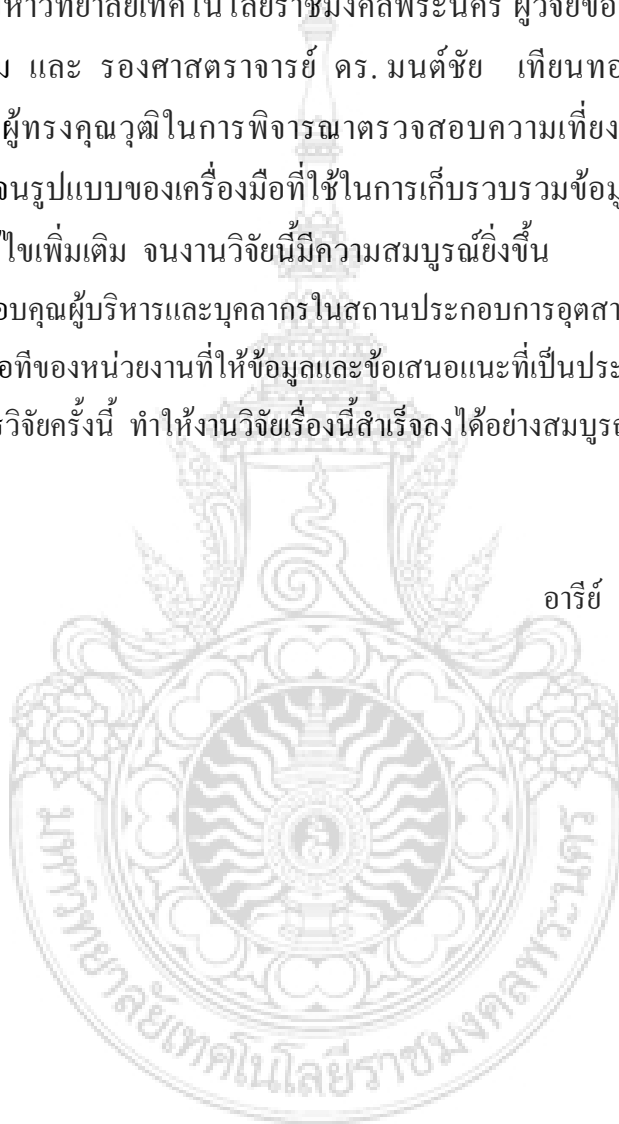 หาวิทยาลัยเทคโนโลยีราชมงคลพระนคร ผู้วิจัยขอ
และ รองศาสตราจารย์ ดร. มนต์ชัย เทียนทอ
ผู้ทรงคุณวุฒิในการพิจารณาตรวจสอบความเที่ยง
นรูปแบบของเครื่องมือที่ใช้ในการเก็บรวบรวมข้อมู
ไขเพิ่มเติม จนงานวิจัยนี้มีความสมบูรณ์ยิ่งขึ้น
อบคุณผู้บริหารและบุคลากรในสถานประกอบการอุตสา
อทีของหน่วยงานที่ให้ข้อมูลและข้อเสนอแนะที่เป็นประ
รวิจัยครั้งนี้ ทำให้งานวิจัยเรื่องนี้สำเร็จลงได้อย่างสมบูรณ
อารีย์
มหาวิทยาลัยเทคโนโลยีราชมงคลพระนคร